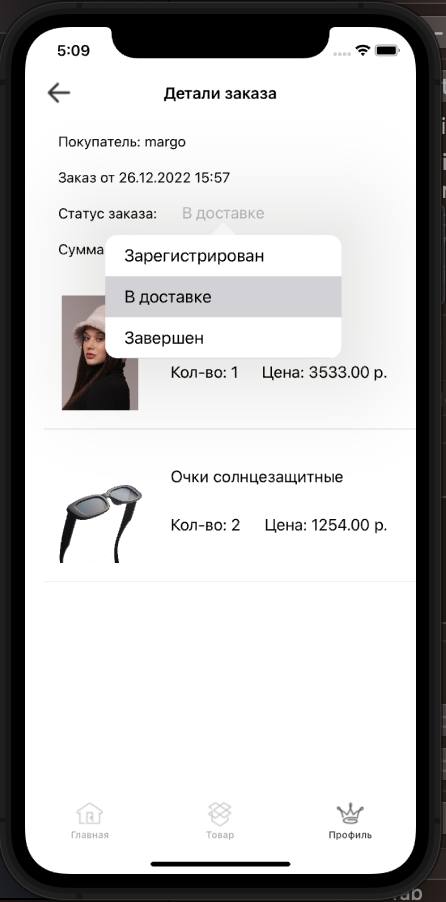 5:09
Детали заказа
Покупатель: margo
Заказ от 26.12.2022 15:57
Статус заказа: В доставке
Сумма
Зарегистрирован
В доставке
Завершен
Кол-во: 1 Цена: 3533.00 р.
Очки солнцезащитные
Кол-во: 2 Цена: 1254.00 р.
Главная Товар Профиль